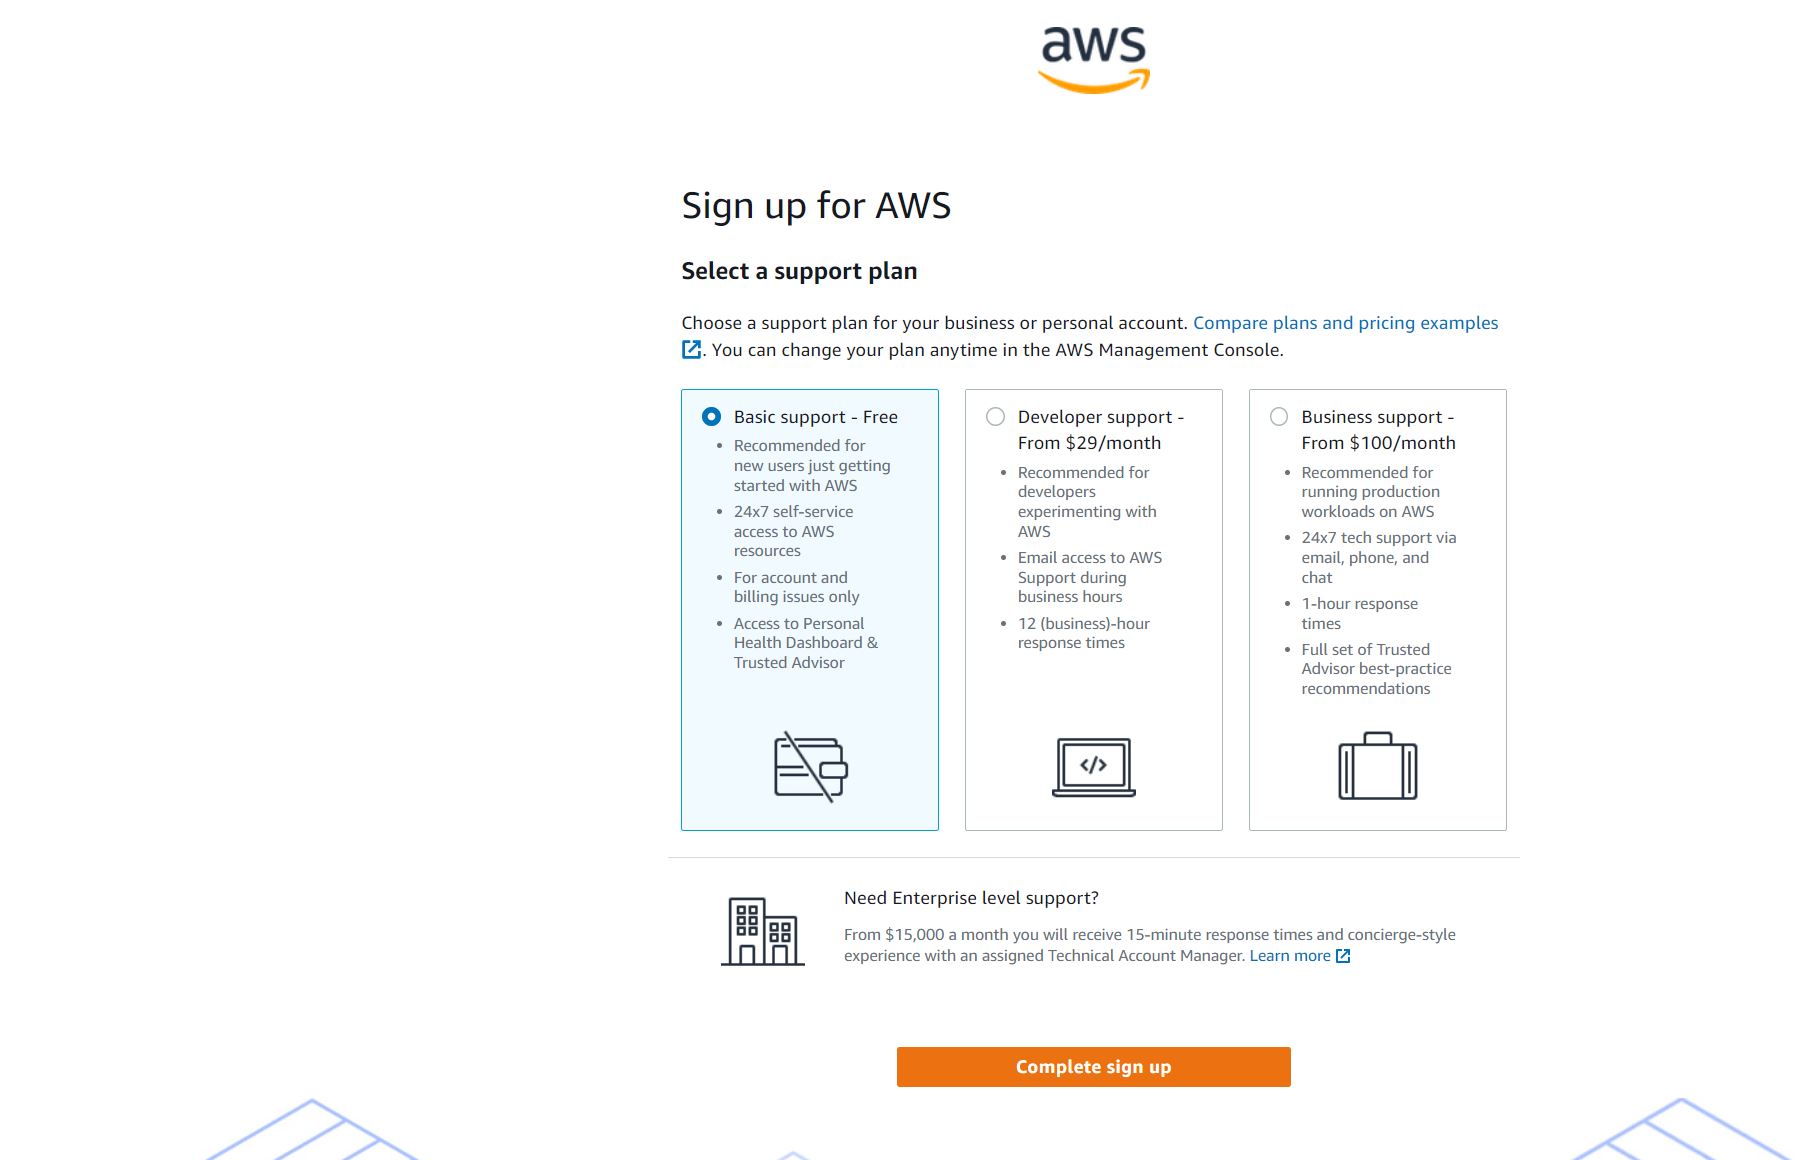 aws
Sign up for AWS
Select a support plan
Choose a support plan for your business or personal account. Compare plans and pricing examples
. You can change your plan anytime in the AWS Management Console.
Basic support - Free
Recommended for
new users just getting
started with AWS
24x7 self-service
access to AWS
resources
For account and
billing issues only
Access to Personal
Health Dashboard &
Trusted Advisor
Developer support -
From $29/month
Recommended for
developers
experimenting with
AWS
Email access to AWS
Support during
business hours
12 (business)-hour
response times
</>
Business support -
From $100/month
Recommended for
running production
workloads on AWS
24x7 tech support via
email, phone, and
chat
1-hour response
times
Full set of Trusted
Advisor best-practice
recommendations
Need Enterprise level support?
From $15,000 a month you will receive 15-minute response times and concierge-style
experience with an assigned Technical Account Manager. Learn more
Complete sign up